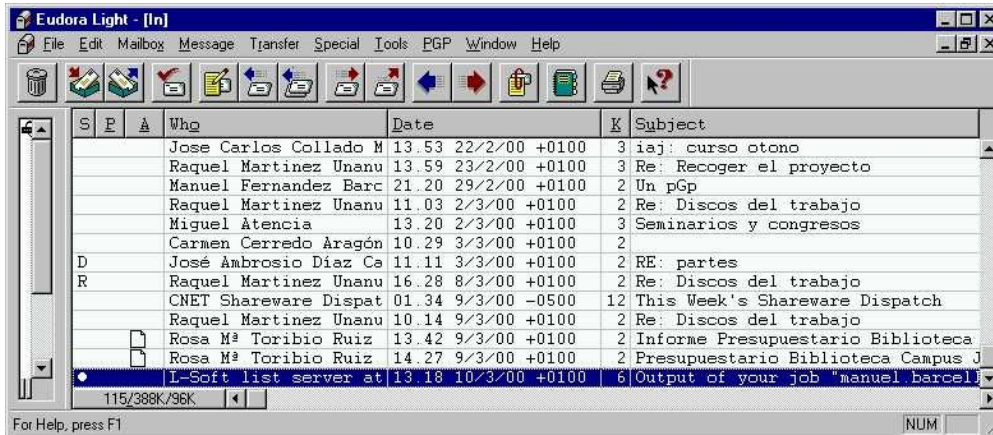 Eudora Light - [In]
File Edit Mailbox Message Transfer Special Tools PGP Window Help
S P A Who Date K Subject
Jose Carlos Collado M 13.53 22/2/00 +0100 3 iaj: curso otono
Raquel Martinez Unanu 13.59 23/2/00 +0100 3 Re: Recoger el proyecto
Manuel Fernandez Barc 21.20 29/2/00 +0100 2 Un pGp
Raquel Martinez Unanu 11.03 2/3/00 +0100 2 Re: Discos del trabajo
Miguel Atencia 13.20 2/3/00 +0100 3 Seminarios y congresos
Carmen Cerredo Aragón 10.29 3/3/00 +0100 2
D José Ambrosio Díaz Ca 11.11 3/3/00 +0100 2 RE: partes
R Raquel Martinez Unanu 16.28 8/3/00 +0100 2 Re: Discos del trabajo
CNET Shareware Dispat 01.34 9/3/00 -0500 12 This Week's Shareware Dispatch
Raquel Martinez Unanu 10.14 9/3/00 +0100 2 Re: Discos del trabajo
Rosa Mª Toribio Ruiz 13.42 9/3/00 +0100 2 Informe Presupuestario Biblioteca
Rosa Mª Toribio Ruiz 14.27 9/3/00 +0100 2 Presupuestario Biblioteca Campus J
• L-Soft list server at 13.18 10/3/00 +0100 6 Output of your job "manuel.barcell
115/388K/96K
For Help, press F1 NUM